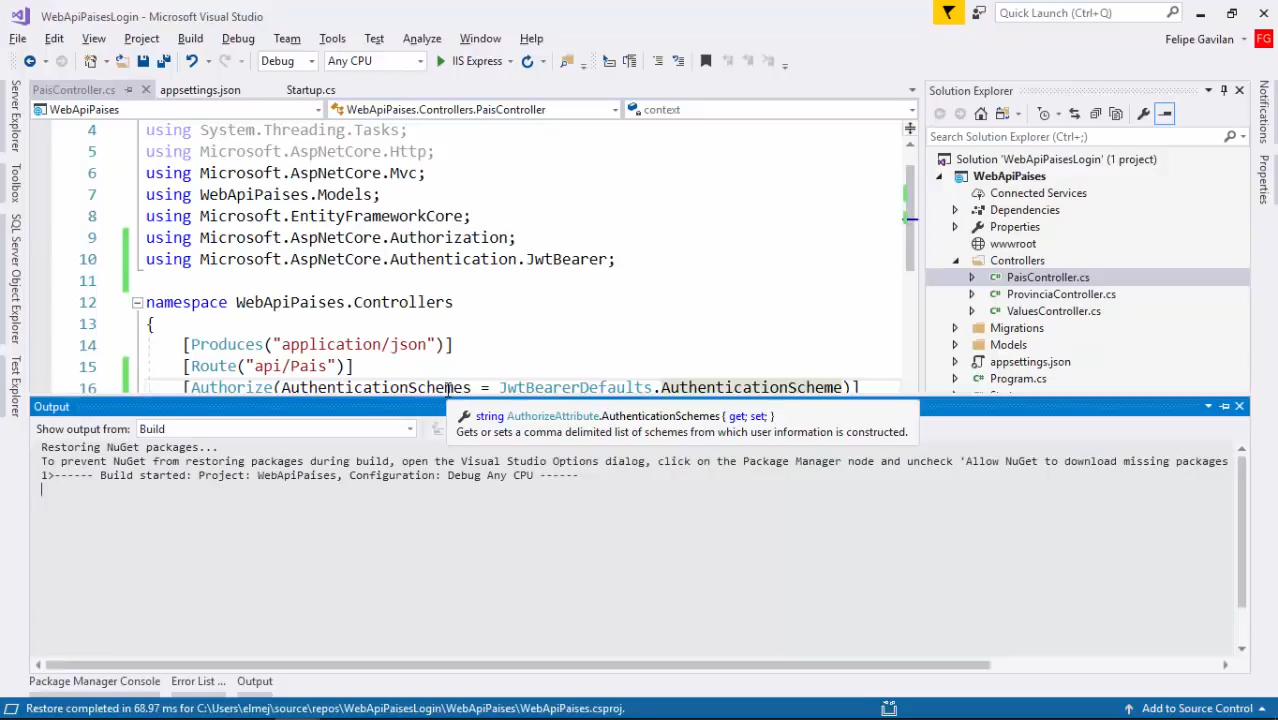 WebApiPaisesLogin - Microsoft Visual Studio
Quick Launch (Ctrl+Q)
File Edit View Project Build Debug Team Tools Test Analyze Window Help
Felipe Gavilan FG
Debug Any CPU IIS Express
PaisController.cs appsettings.json Startup.cs
WebApiPaises WebApiPaises.Controllers.PaisController context
4 using System.Threading.Tasks;
5 using Microsoft.AspNetCore.Http;
6 using Microsoft.AspNetCore.Mvc;
7 using WebApiPaises.Models;
8 using Microsoft.EntityFrameworkCore;
9 using Microsoft.AspNetCore.Authorization;
10 using Microsoft.AspNetCore.Authentication.JwtBearer;
11
12 namespace WebApiPaises.Controllers
13 {
14 [Produces("application/json")]
15 [Route("api/Pais")]
16 [Authorize(AuthenticationSchemes = JwtBearerDefaults.AuthenticationScheme)]
string AuthorizeAttribute.AuthenticationSchemes { get; set; }
Gets or sets a comma delimited list of schemes from which user information is constructed.
Output
Show output from: Build
Restoring NuGet packages...
To prevent NuGet from restoring packages during build, open the Visual Studio Options dialog, click on the Package Manager node and uncheck 'Allow NuGet to download missing packages
1>------ Build started: Project: WebApiPaises, Configuration: Debug Any CPU ------
Package Manager Console Error List ... Output
Restore completed in 68.97 ms for C:\Users\elmej\source\repos\WebApiPaisesLogin\WebApiPaises\WebApiPaises.csproj.
Add to Source Control
Server Explorer
Toolbox
SQL Server Object Explorer
Test Explorer
Solution Explorer
Search Solution Explorer (Ctrl+;)
Solution 'WebApiPaisesLogin' (1 project)
WebApiPaises
Connected Services
Dependencies
Properties
wwwroot
Controllers
PaisController.cs
ProvinciaController.cs
ValuesController.cs
Migrations
Models
appsettings.json
Program.cs
Notifications
Properties